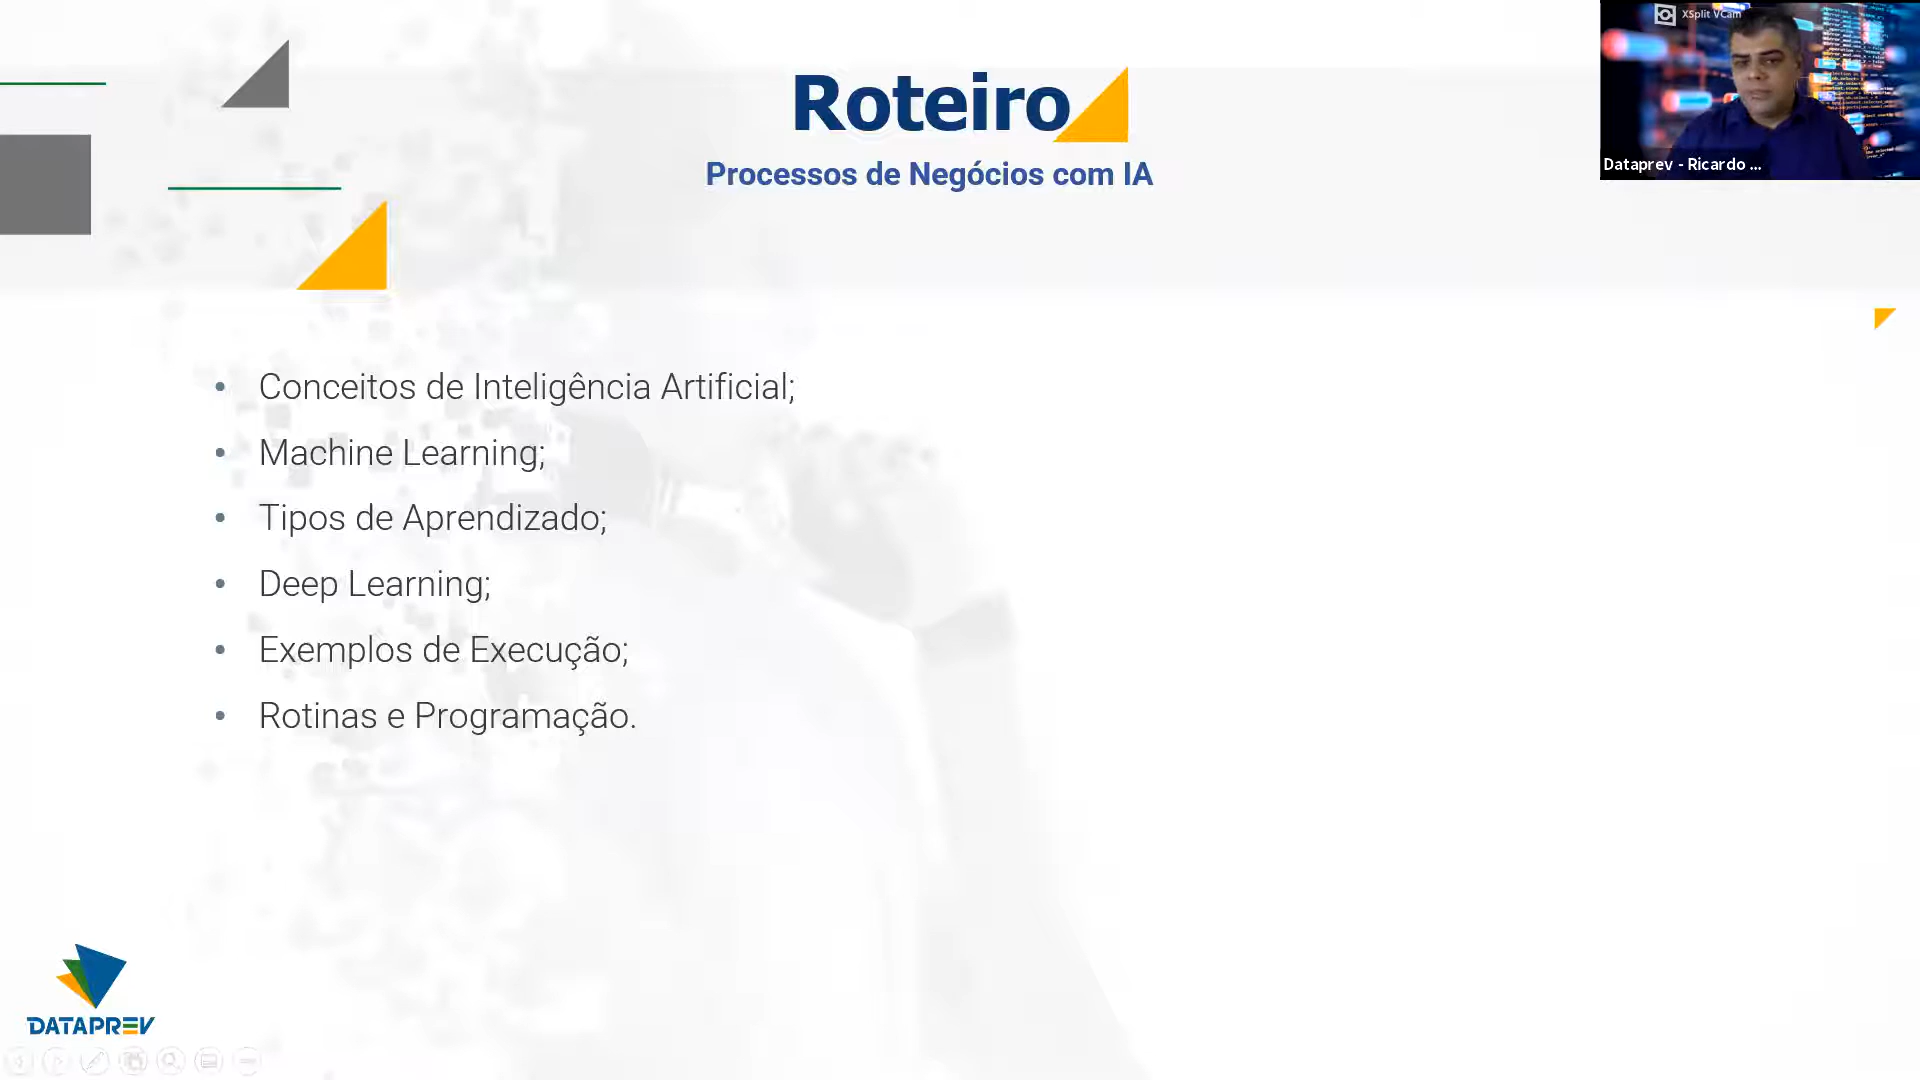 Roteiro
Processos de Negócios com IA
XSplit VCam
Dataprev - Ricardo ...
• Conceitos de Inteligência Artificial;
• Machine Learning;
• Tipos de Aprendizado;
• Deep Learning;
• Exemplos de Execução;
• Rotinas e Programação.
DATAPREV